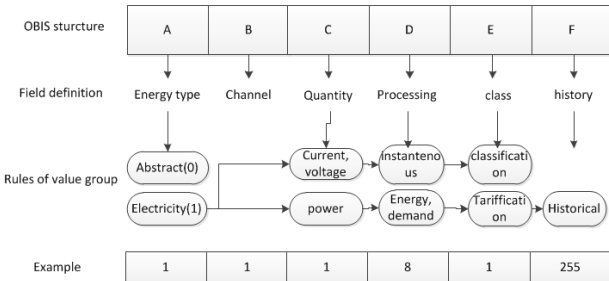 OBIS sturcture A B C D E F
Field definition Energy type Channel Quantity Processing class history
Rules of value group
Abstract(0)
Current,
voltage
instanteno
us
classificati
on
Electricity(1)
power
Energy,
demand
Tarifficati
on
Historical
Example 1 1 1 8 1 255